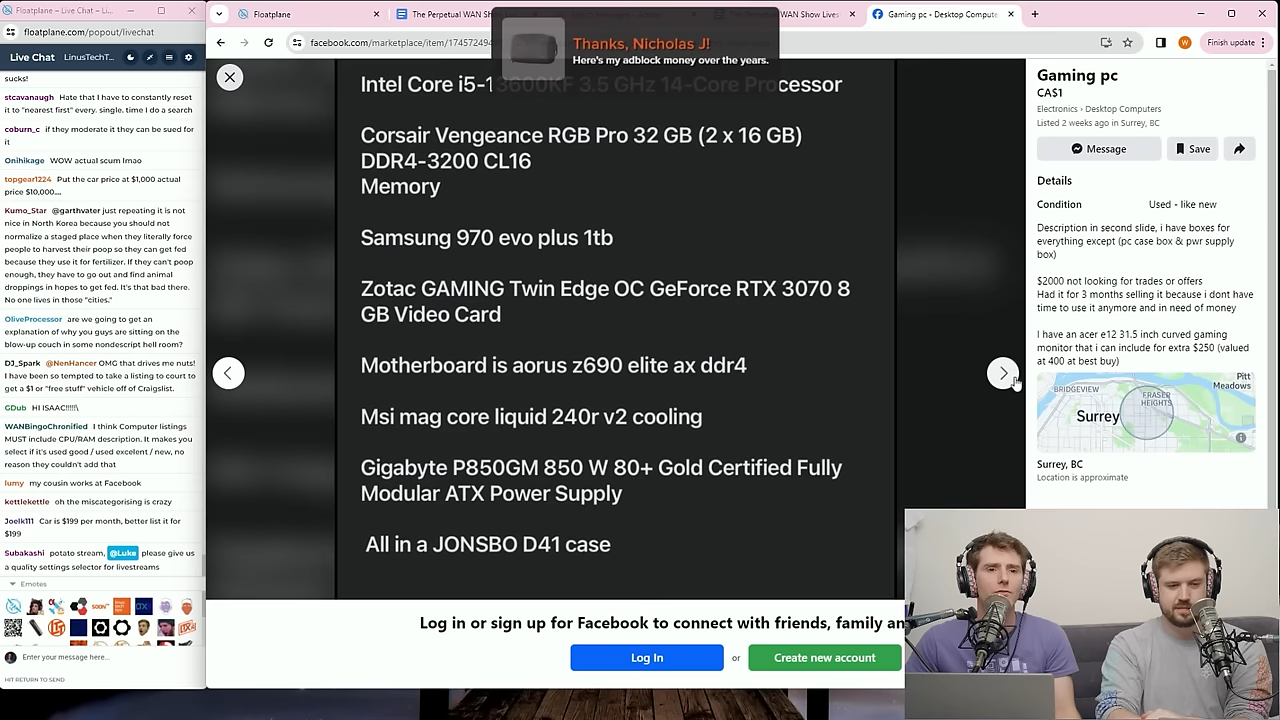 Floatplane – Live Chat – Li...
floatplane.com/popout/livechat
Live Chat LinusTechT...
sucks!
stcavanaugh Hate that I have to constantly reset
it to "nearest first" every. single. time I do a search
coburn_c if they moderate it they can be sued for
it
Onihikage WOW actual scum lmao
topgear1224 Put the car price at $1,000 actual
price $10,000....
Kumo_Star @garthvater just repeating it is not
nice in North Korea because you should not
normalize a staged place when they literally force
people to harvest their poop so they can get fed
because they use it for fertilizer. If they can't poop
enough, they have to go out and find animal
droppings in hopes to get fed. It's that bad there.
No one lives in those "cities."
OliveProcessor are we going to get an
explanation of why you guys are sitting on the
blow-up couch in some nondescript hell room?
DJ_Spark @NenHancer OMG that drives me nuts!
I have been so tempted to take a listing to court to
get a $1 or "free stuff" vehicle off of Craigslist.
GDub HI ISAAC!!!!!\
WANBingoChronified I think Computer listings
MUST include CPU/RAM description. It makes you
select if it's used good / used excelent / new, no
reason they couldn't add that
lumy my cousin works at Facebook
kettlekettle oh the miscategorising is crazy
Joelk111 Car is $199 per month, better list it for
$199
Subakashi potato stream, @Luke please give us
a quality settings selector for livestreams
Emotes
SOON
Enter your message here...
HIT RETURN TO SEND
Floatplane
The Perpetual WAN Sho
The Perpetual WAN Show Lives
Gaming pc - Desktop Compute
facebook.com/marketplace/item/174572494
W
Finish update
Thanks, Nicholas J!
Here's my adblock money over the years.
Intel Core i5-13600KF 3.5 GHz 14-Core Processor
Corsair Vengeance RGB Pro 32 GB (2 x 16 GB)
DDR4-3200 CL16
Memory
Samsung 970 evo plus 1tb
Zotac GAMING Twin Edge OC GeForce RTX 3070 8
GB Video Card
Motherboard is aorus z690 elite ax ddr4
Msi mag core liquid 240r v2 cooling
Gigabyte P850GM 850 W 80+ Gold Certified Fully
Modular ATX Power Supply
All in a JONSBO D41 case
Log in or sign up for Facebook to connect with friends, family an
Log In
or
Create new account
Gaming pc
CA$1
Electronics › Desktop Computers
Listed 2 weeks ago in Surrey, BC
Message
Save
Details
Condition Used - like new
Description in second slide, i have boxes for
everything except (pc case box & pwr supply
box)
$2000 not looking for trades or offers
Had it for 3 months selling it because i dont have
time to use it anymore and in need of money
I have an acer e12 31.5 inch curved gaming
monitor that i can include for extra $250 (valued
at 400 at best buy)
BRIDGEVIEW
FRASER
HEIGHTS
Pitt
Meadows
Surrey
Surrey, BC
Location is approximate